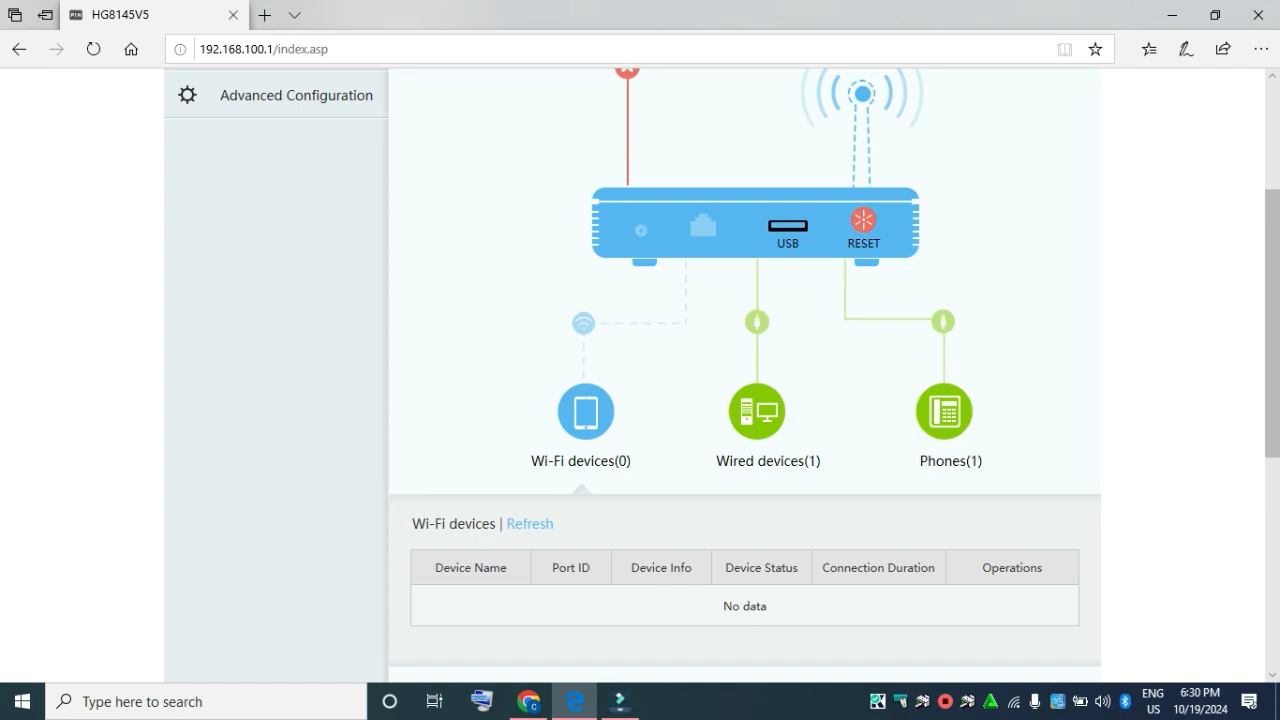 PIN HG8145V5
192.168.100.1/index.asp
Advanced Configuration
USB
RESET
Wi-Fi devices(0)
Wired devices(1)
Phones(1)
Wi-Fi devices | Refresh
Device Name Port ID Device Info Device Status Connection Duration Operations
No data
Type here to search
ENG 6:30 PM
US 10/19/2024